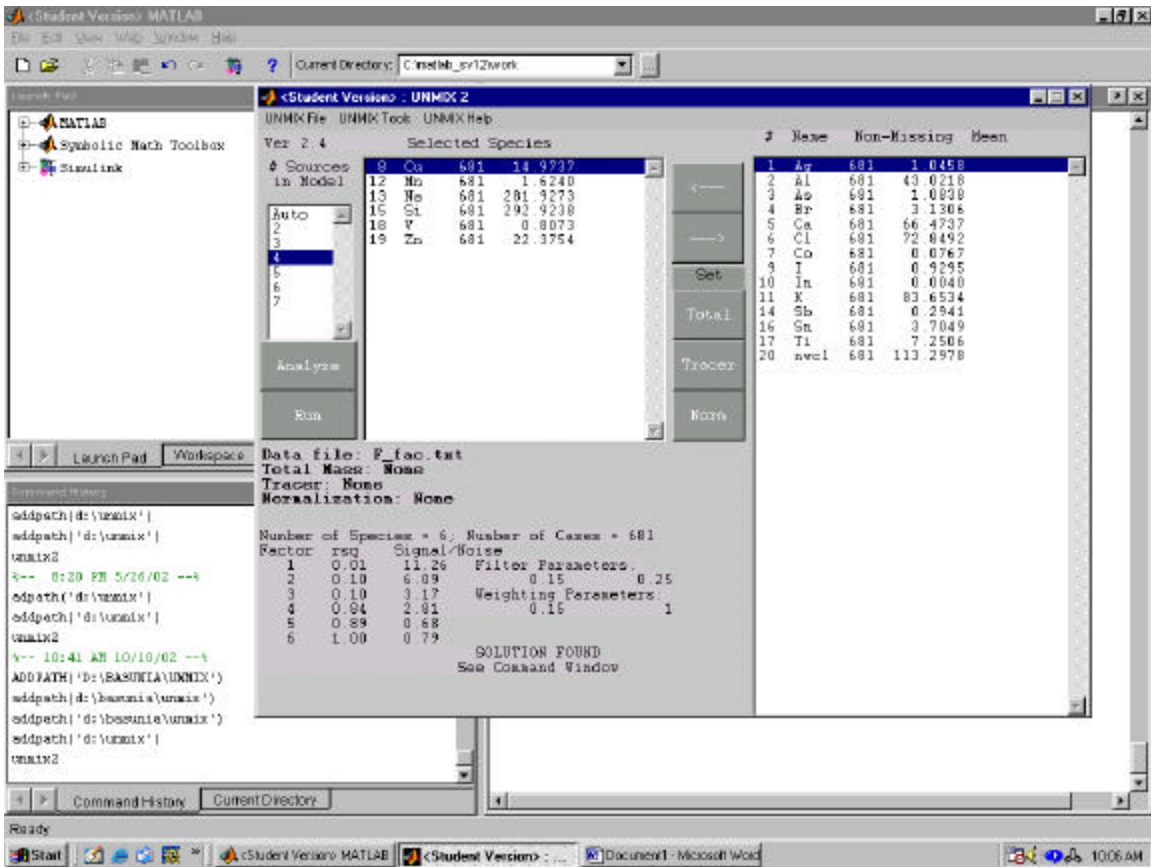 <Student Version> MATLAB
File Edit View Web Window Help
Current Directory: C:\matlab_sv12\work
Launch Pad
MATLAB
Symbolic Math Toolbox
Simulink
Launch Pad Workspace
Command History
addpath(d:\unmix')
addpath('d:\unmix')
unmix2
%-- 8:20 PM 5/26/02 --%
adpath('d:\unmix')
addpath('d:\unmix')
unmix2
%-- 10:41 AM 10/10/02 --%
ADDPATH('D:\BASUNIA\UNMIX')
addpath(d:\basunia\unmix')
addpath('d:\basunia\unmix')
addpath('d:\unmix')
unmix2
Command History Current Directory
<Student Version> : UNMIX 2
UNMIX File UNMIX Tools UNMIX Help
Ver 2.4 Selected Species
# Sources in Model
Auto
2
3
4
5
6
7
Analyze
Run
8 Cu 681 14.9737
12 Mn 681 1.6240
13 Na 681 281.9273
15 Si 681 292.9238
18 V 681 0.8073
19 Zn 681 22.3754
<---
--->
Set
Total
Tracer
Norm
# Name Non-Missing Mean
1 Ag 681 1.0458
2 Al 681 43.0218
3 As 681 1.0838
4 Br 681 3.1306
5 Ca 681 66.4737
6 Cl 681 72.8492
7 Co 681 0.0767
9 I 681 0.9295
10 In 681 0.0040
11 K 681 83.6534
14 Sb 681 0.2941
16 Sn 681 3.7049
17 Ti 681 7.2506
20 nwcl 681 113.2978
Data file: F_fac.txt
Total Mass: None
Tracer: None
Normalization: None
Number of Species = 6; Number of Cases = 681
Factor rsq Signal/Noise
1 0.01 11.26 Filter Parameters:
2 0.10 6.09 0.15 0.25
3 0.10 3.17 Weighting Parameters:
4 0.84 2.81 0.15 1
5 0.89 0.68
6 1.00 0.79
SOLUTION FOUND
See Command Window
Ready
Start
<Student Version> MATLAB
<Student Version> : ...
Document1 - Microsoft Word
10:06 AM